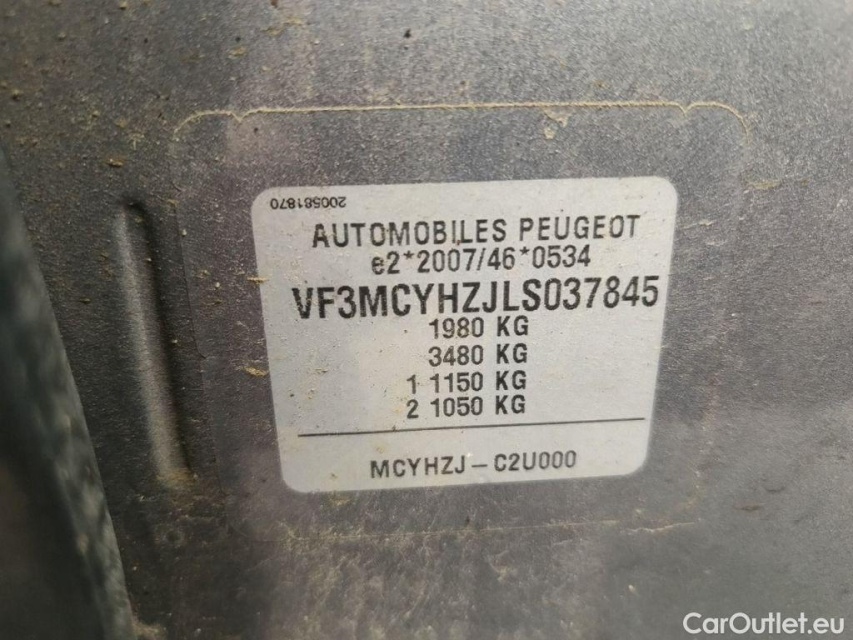 200581870
AUTOMOBILES PEUGEOT
e2*2007/46*0534
VF3MCYHZJLS037845
1980 KG
3480 KG
1 1150 KG
2 1050 KG
MCYHZJ – C2U000
CarOutlet.eu